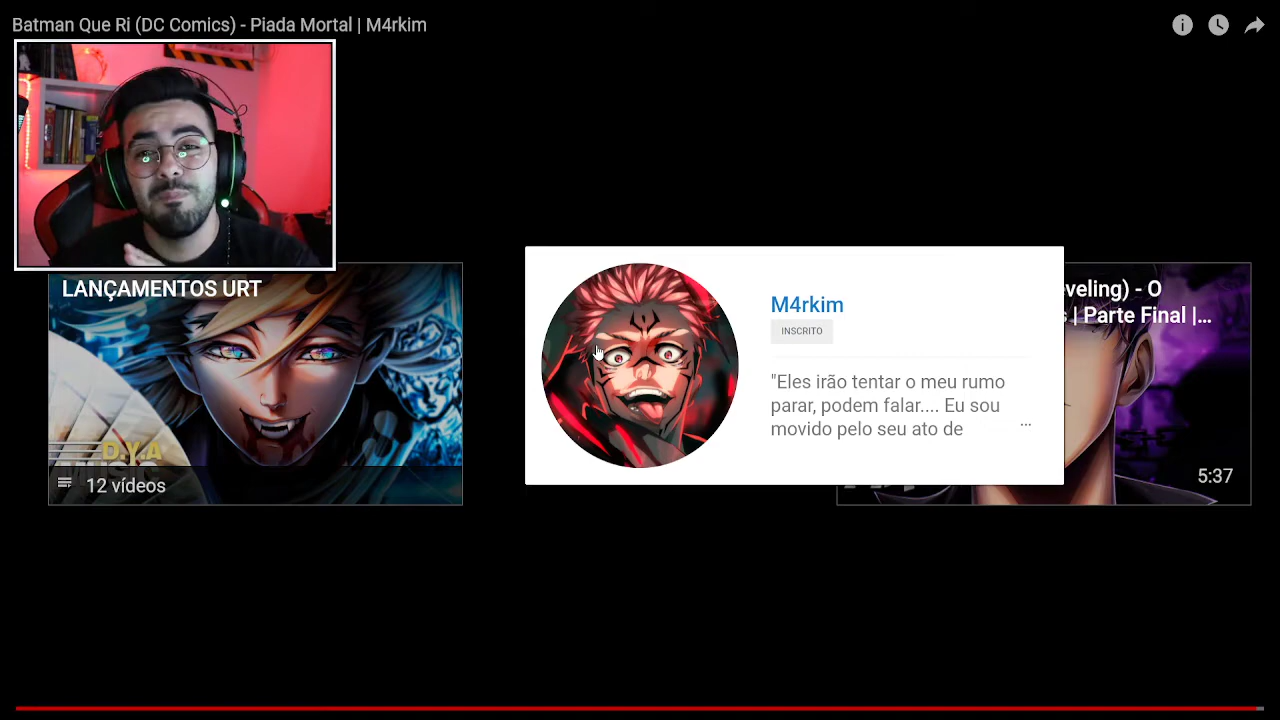 Batman Que Ri (DC Comics) - Piada Mortal | M4rkim
LANÇAMENTOS URT
D.Y.A
12 vídeos
M4rkim
INSCRITO
"Eles irão tentar o meu rumo
parar, podem falar.... Eu sou
movido pelo seu ato de
...
veling) - O
| Parte Final |...
5:37